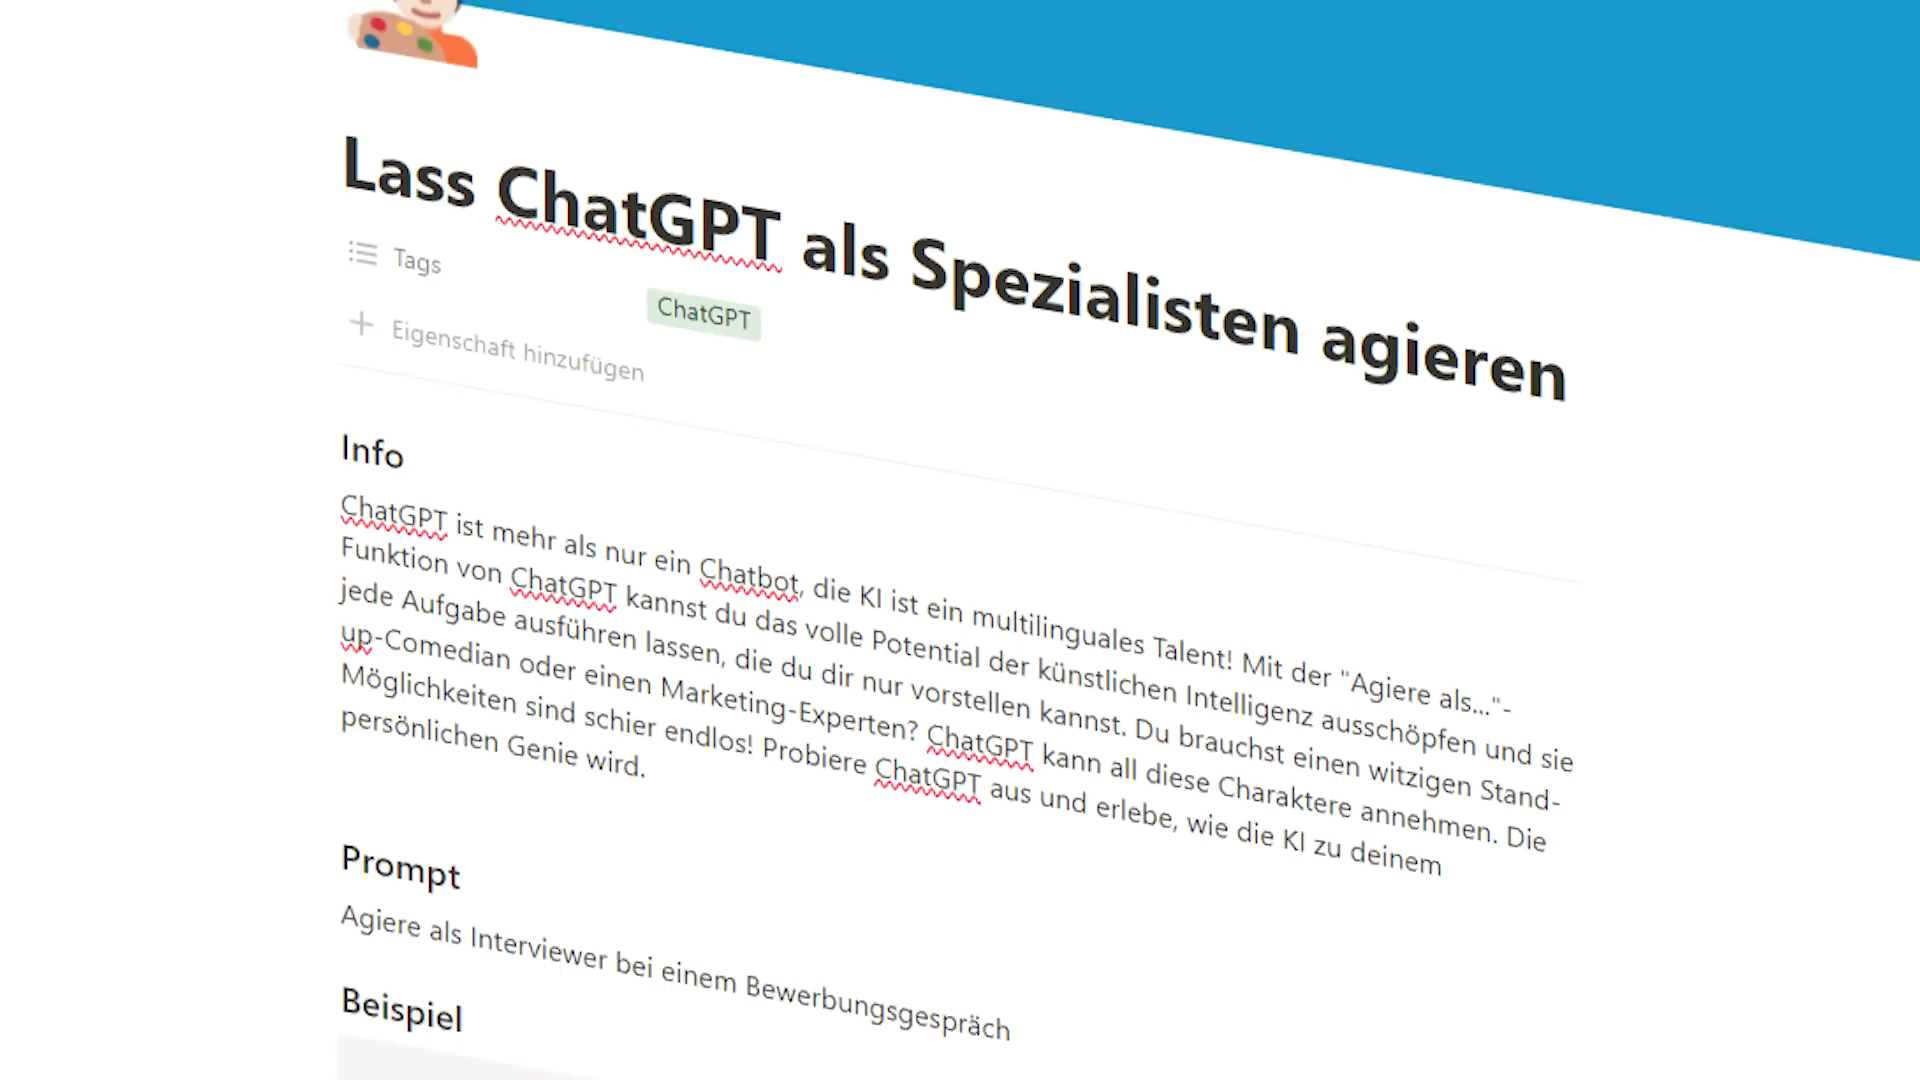 Lass ChatGPT als Spezialisten agieren
Tags
ChatGPT
Eigenschaft hinzufügen
Info
ChatGPT ist mehr als nur ein Chatbot, die KI ist ein multilinguales Talent! Mit der "Agiere als..."-
Funktion von ChatGPT kannst du das volle Potential der künstlichen Intelligenz ausschöpfen und sie
jede Aufgabe ausführen lassen, die du dir nur vorstellen kannst. Du brauchst einen witzigen Stand-
up-Comedian oder einen Marketing-Experten? ChatGPT kann all diese Charaktere annehmen. Die
Möglichkeiten sind schier endlos! Probiere ChatGPT aus und erlebe, wie die KI zu deinem
persönlichen Genie wird.
Prompt
Agiere als Interviewer bei einem Bewerbungsgespräch
Beispiel